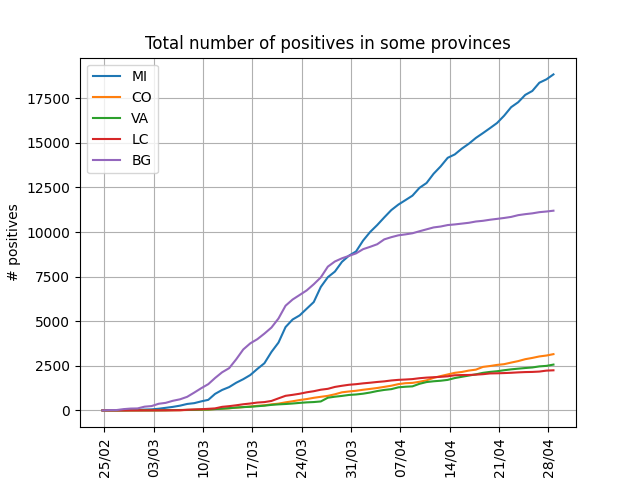 Total number of positives in some provinces
MI
CO
VA
LC
BG
# positives
17500
15000
12500
10000
7500
5000
2500
0
25/02
03/03
10/03
17/03
24/03
31/03
07/04
14/04
21/04
28/04